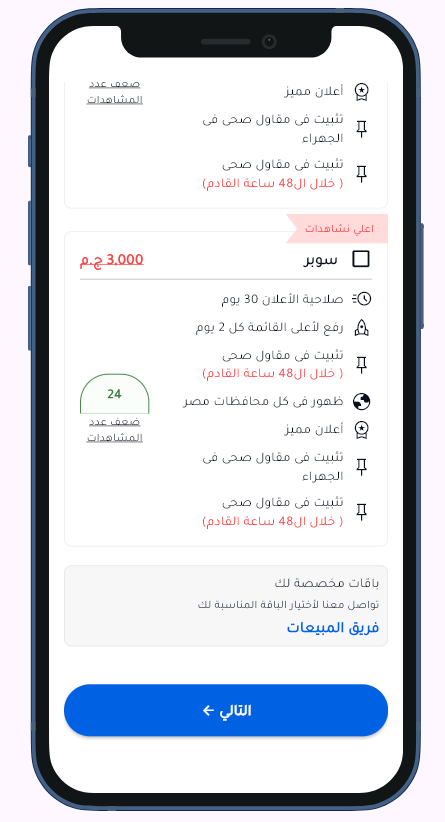 أعلان مميز
ضعف عدد
المشاهدات
تثبيت فى مقاول صحى فى
الجهراء
تثبيت فى مقاول صحى
( خلال ال48 ساعة القادم)
اعلي نشاهدات
سوبر
3,000 ج.م
صلاحية الأعلان 30 يوم
رفع لأعلى القائمة كل 2 يوم
تثبيت فى مقاول صحى
( خلال ال48 ساعة القادم)
ظهور فى كل محافظات مصر
24
ضعف عدد
المشاهدات
أعلان مميز
تثبيت فى مقاول صحى فى
الجهراء
تثبيت فى مقاول صحى
( خلال ال48 ساعة القادم)
باقات مخصصة لك
تواصل معنا لأختيار الباقة المناسبة لك
فريق المبيعات
التالي ←